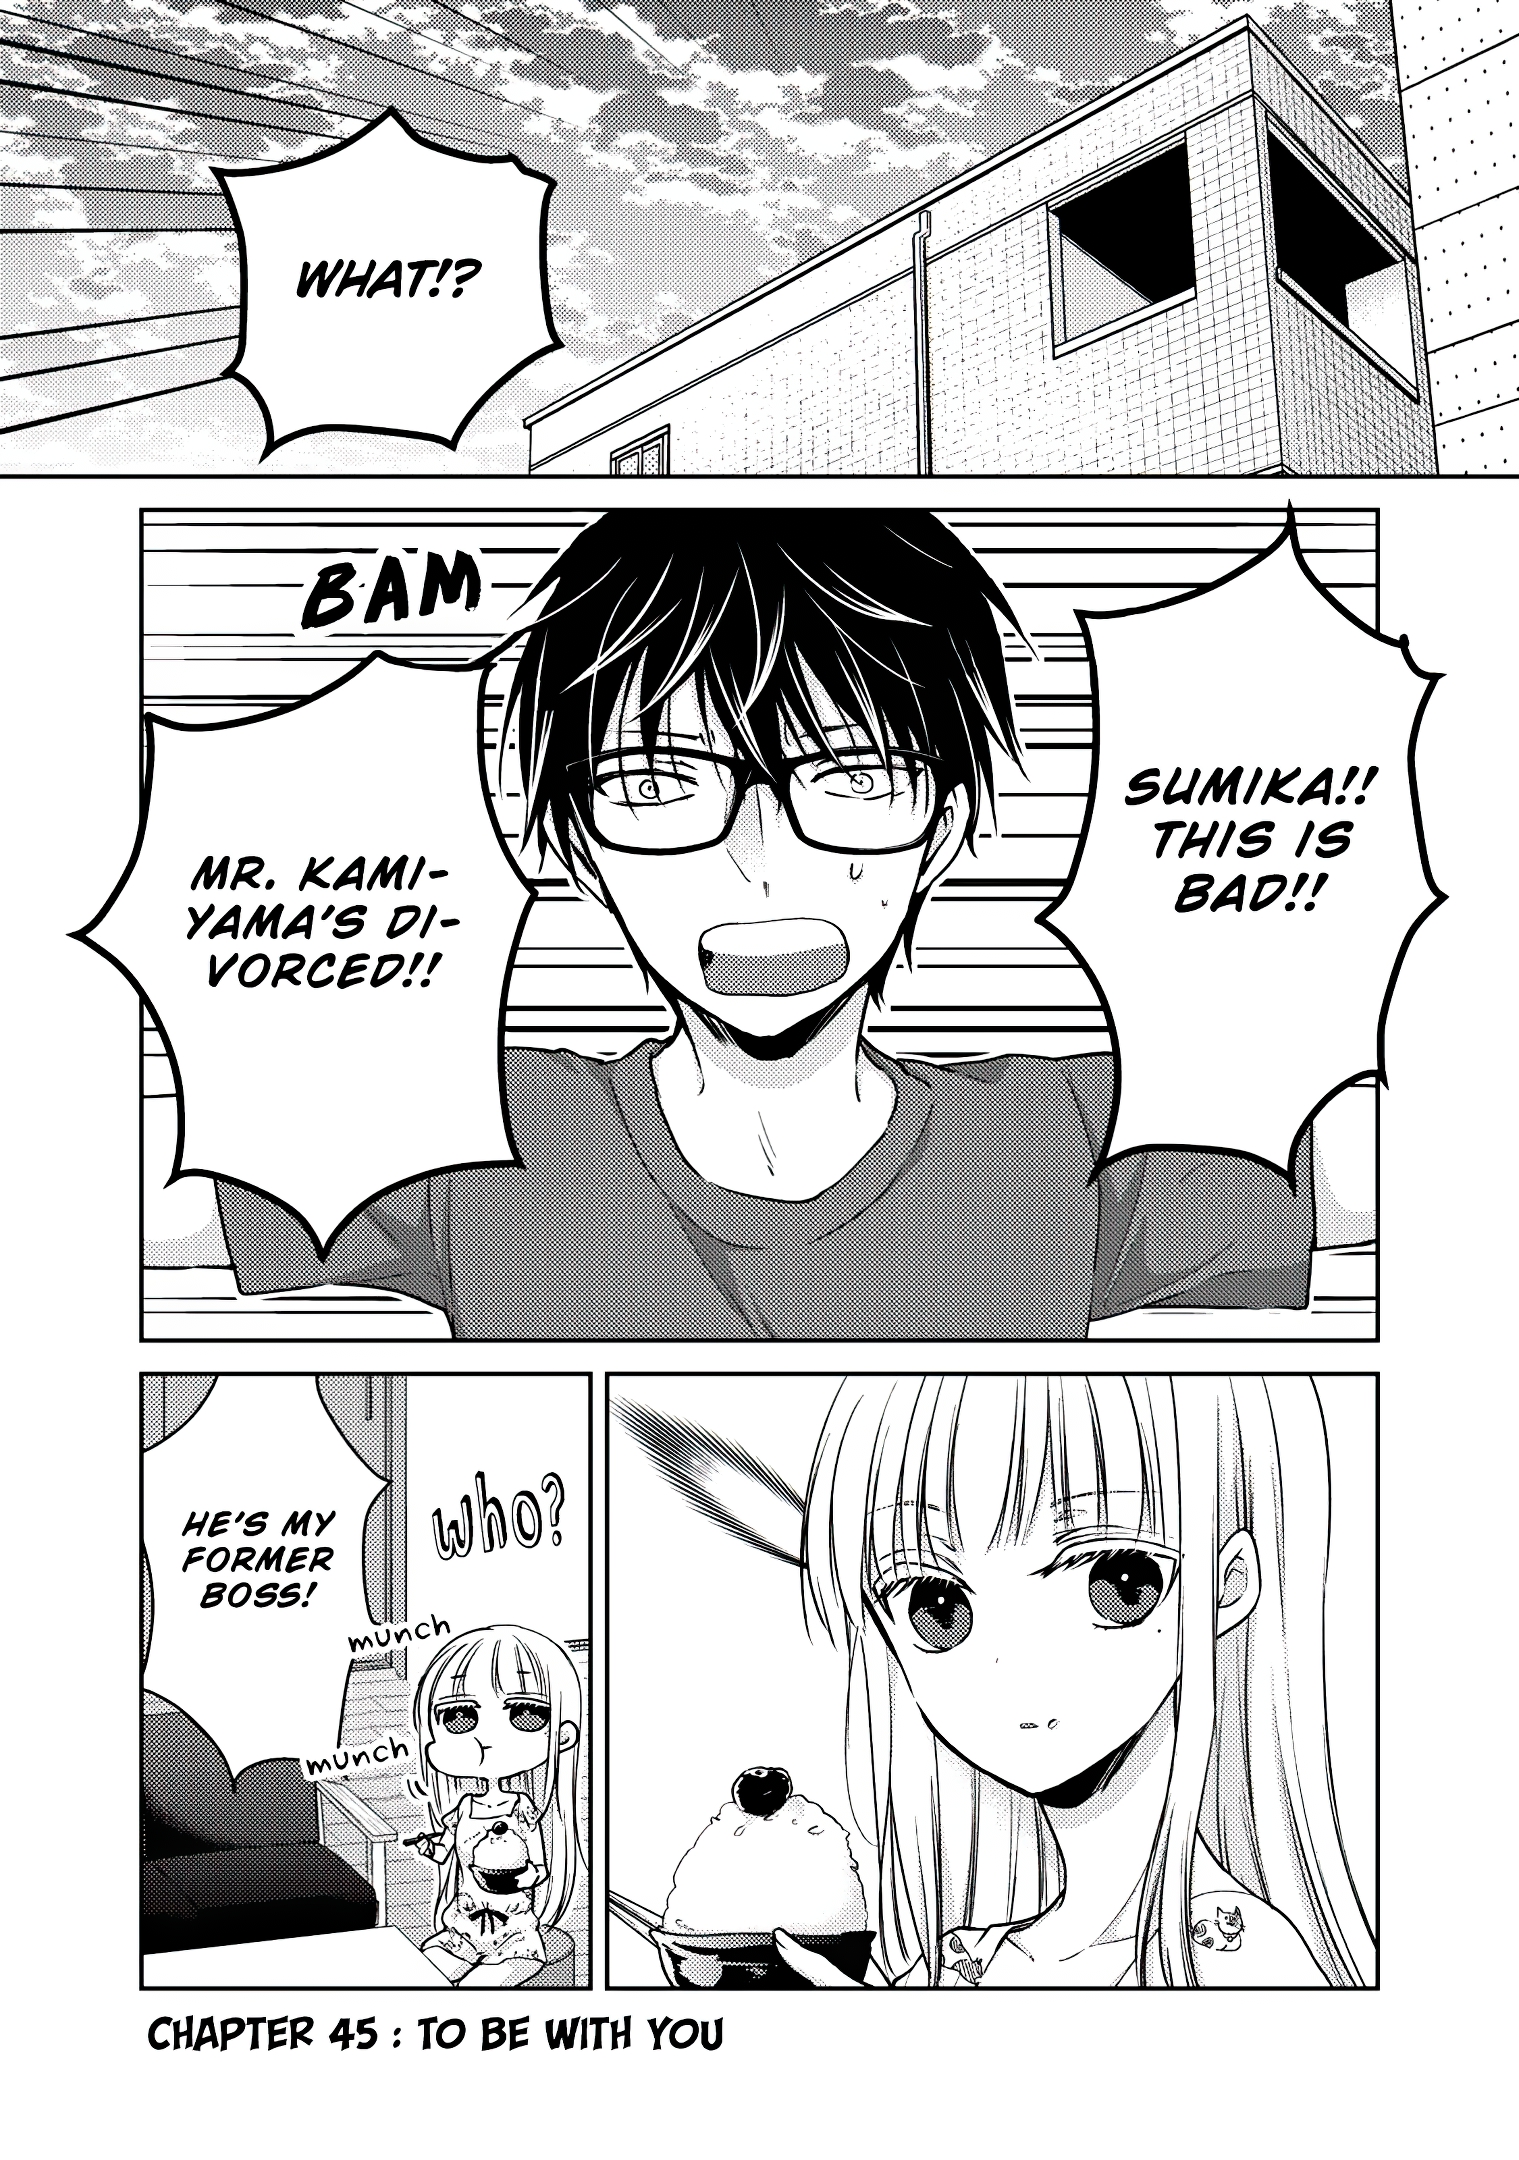 WHAT!?
BAM
SUMIKA!!
THIS IS
BAD!!
MR. KAMI-
YAMA'S DI-
VORCED!!
WHO?
HE'S MY
FORMER
BOSS!
munch
munch
CHAPTER 45 : TO BE WITH YOU